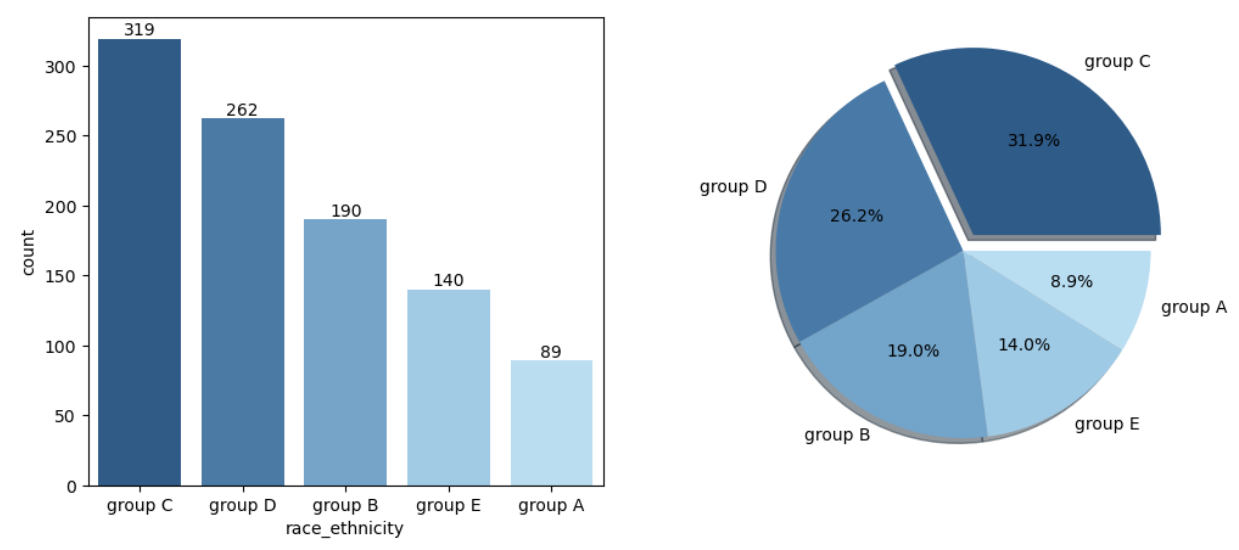 319
262
190
140
89
300
250
200
150
100
50
0
count
group C
group D
group B
group E
group A
race_ethnicity
group C
31.9%
group D
26.2%
8.9%
group A
19.0%
14.0%
group E
group B